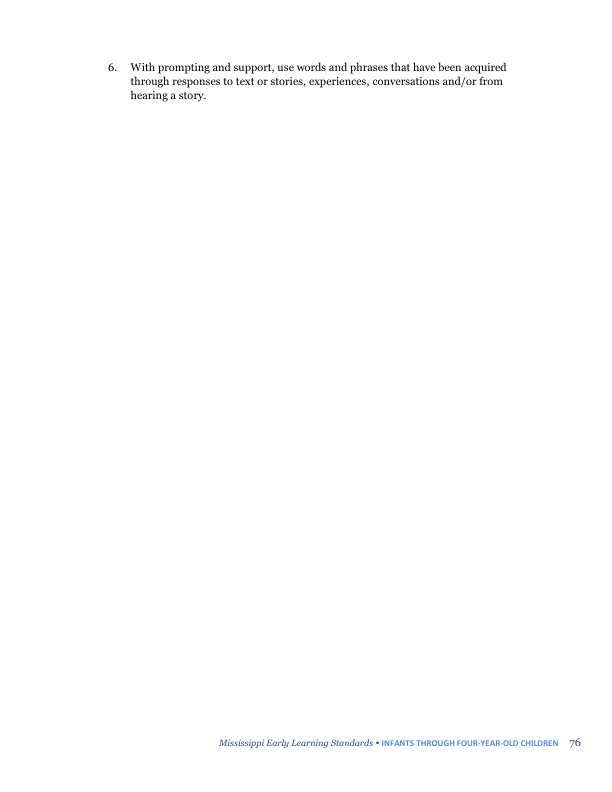 6. With prompting and support, use words and phrases that have been acquired
through responses to text or stories, experiences, conversations and/or from
hearing a story.
Mississippi Early Learning Standards • INFANTS THROUGH FOUR-YEAR-OLD CHILDREN 76